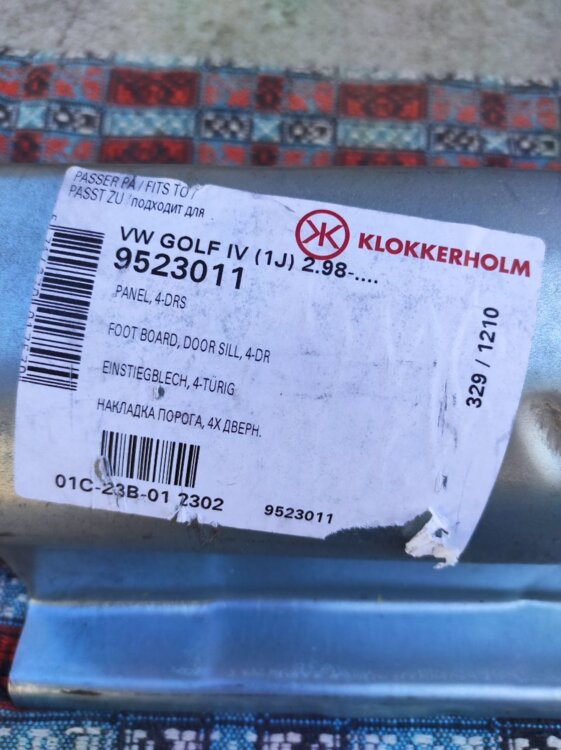 PASSER PÅ / FITS TO /
PASST ZU / подходит для
KLOKKERHOLM
VW GOLF IV (1J) 2.98-....
9523011
PANEL, 4-DRS
FOOT BOARD, DOOR SILL, 4-DR
EINSTIEGBLECH, 4-TÜRIG
НАКЛАДКА ПОРОГА, 4Х ДВЕРН.
329 / 1210
01C-23B-01 2302
9523011